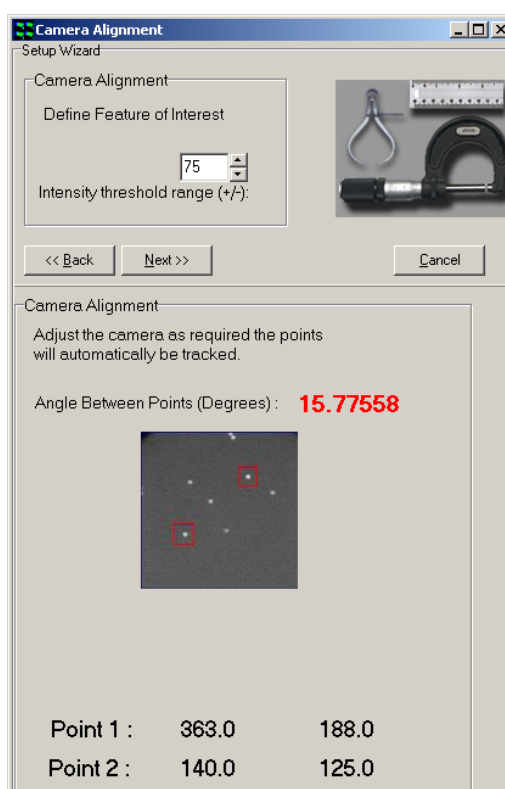 Camera Alignment
Setup Wizard
Camera Alignment
Define Feature of Interest
75
Intensity threshold range (+/-):
<< Back
Next >>
Cancel
Camera Alignment
Adjust the camera as required the points
will automatically be tracked.
Angle Between Points (Degrees) : 15.77558
Point 1 : 363.0 188.0
Point 2 : 140.0 125.0